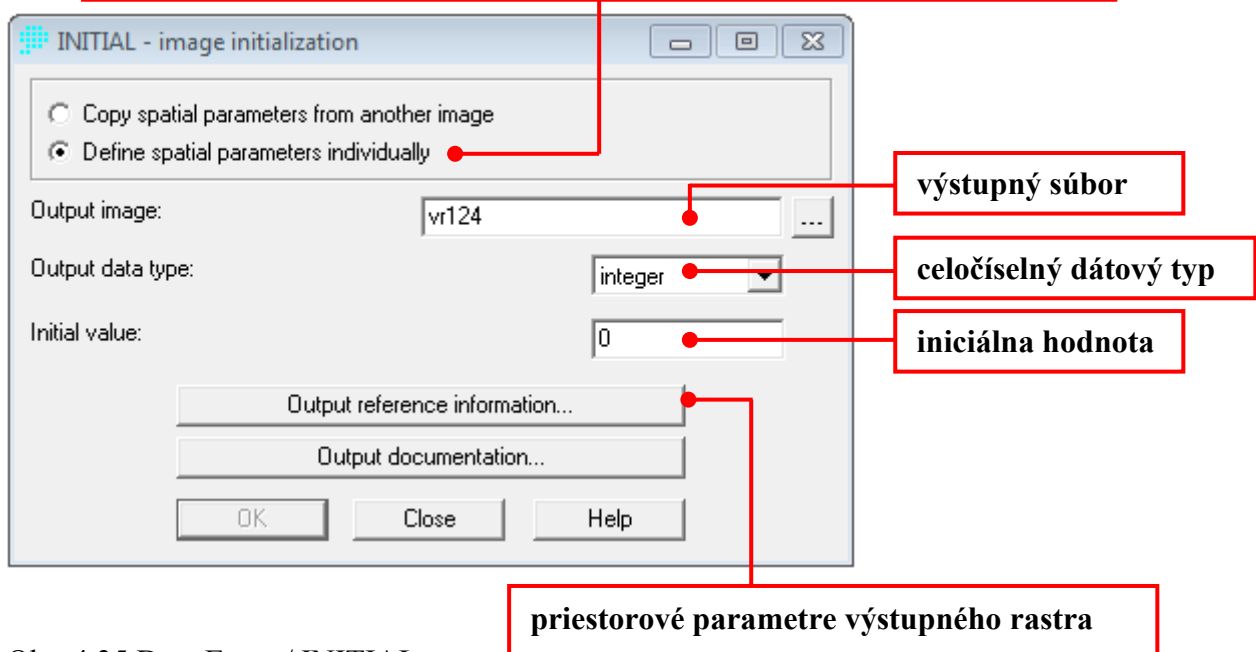 INITIAL - image initialization
Copy spatial parameters from another image
Define spatial parameters individually
Output image:
vr124
...
výstupný súbor
Output data type:
integer
celočíselný dátový typ
Initial value:
0
iniciálna hodnota
Output reference information...
Output documentation...
OK
Close
Help
priestorové parametre výstupného rastra